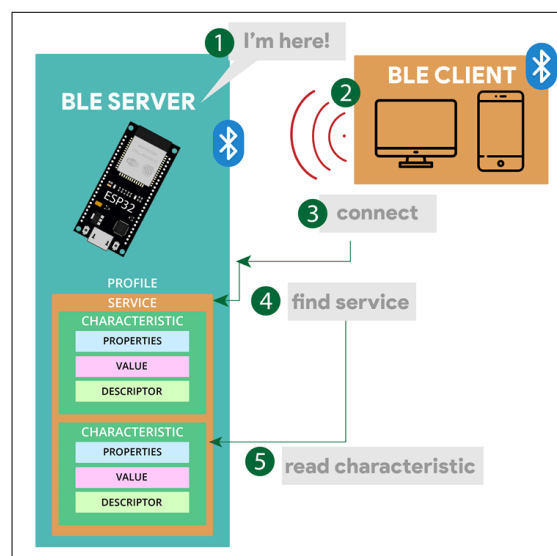 1 I'm here!
BLE SERVER
BLE CLIENT
2
ESP32
3 connect
PROFILE
SERVICE
4 find service
CHARACTERISTIC
PROPERTIES
VALUE
DESCRIPTOR
CHARACTERISTIC
PROPERTIES
VALUE
DESCRIPTOR
5 read characteristic